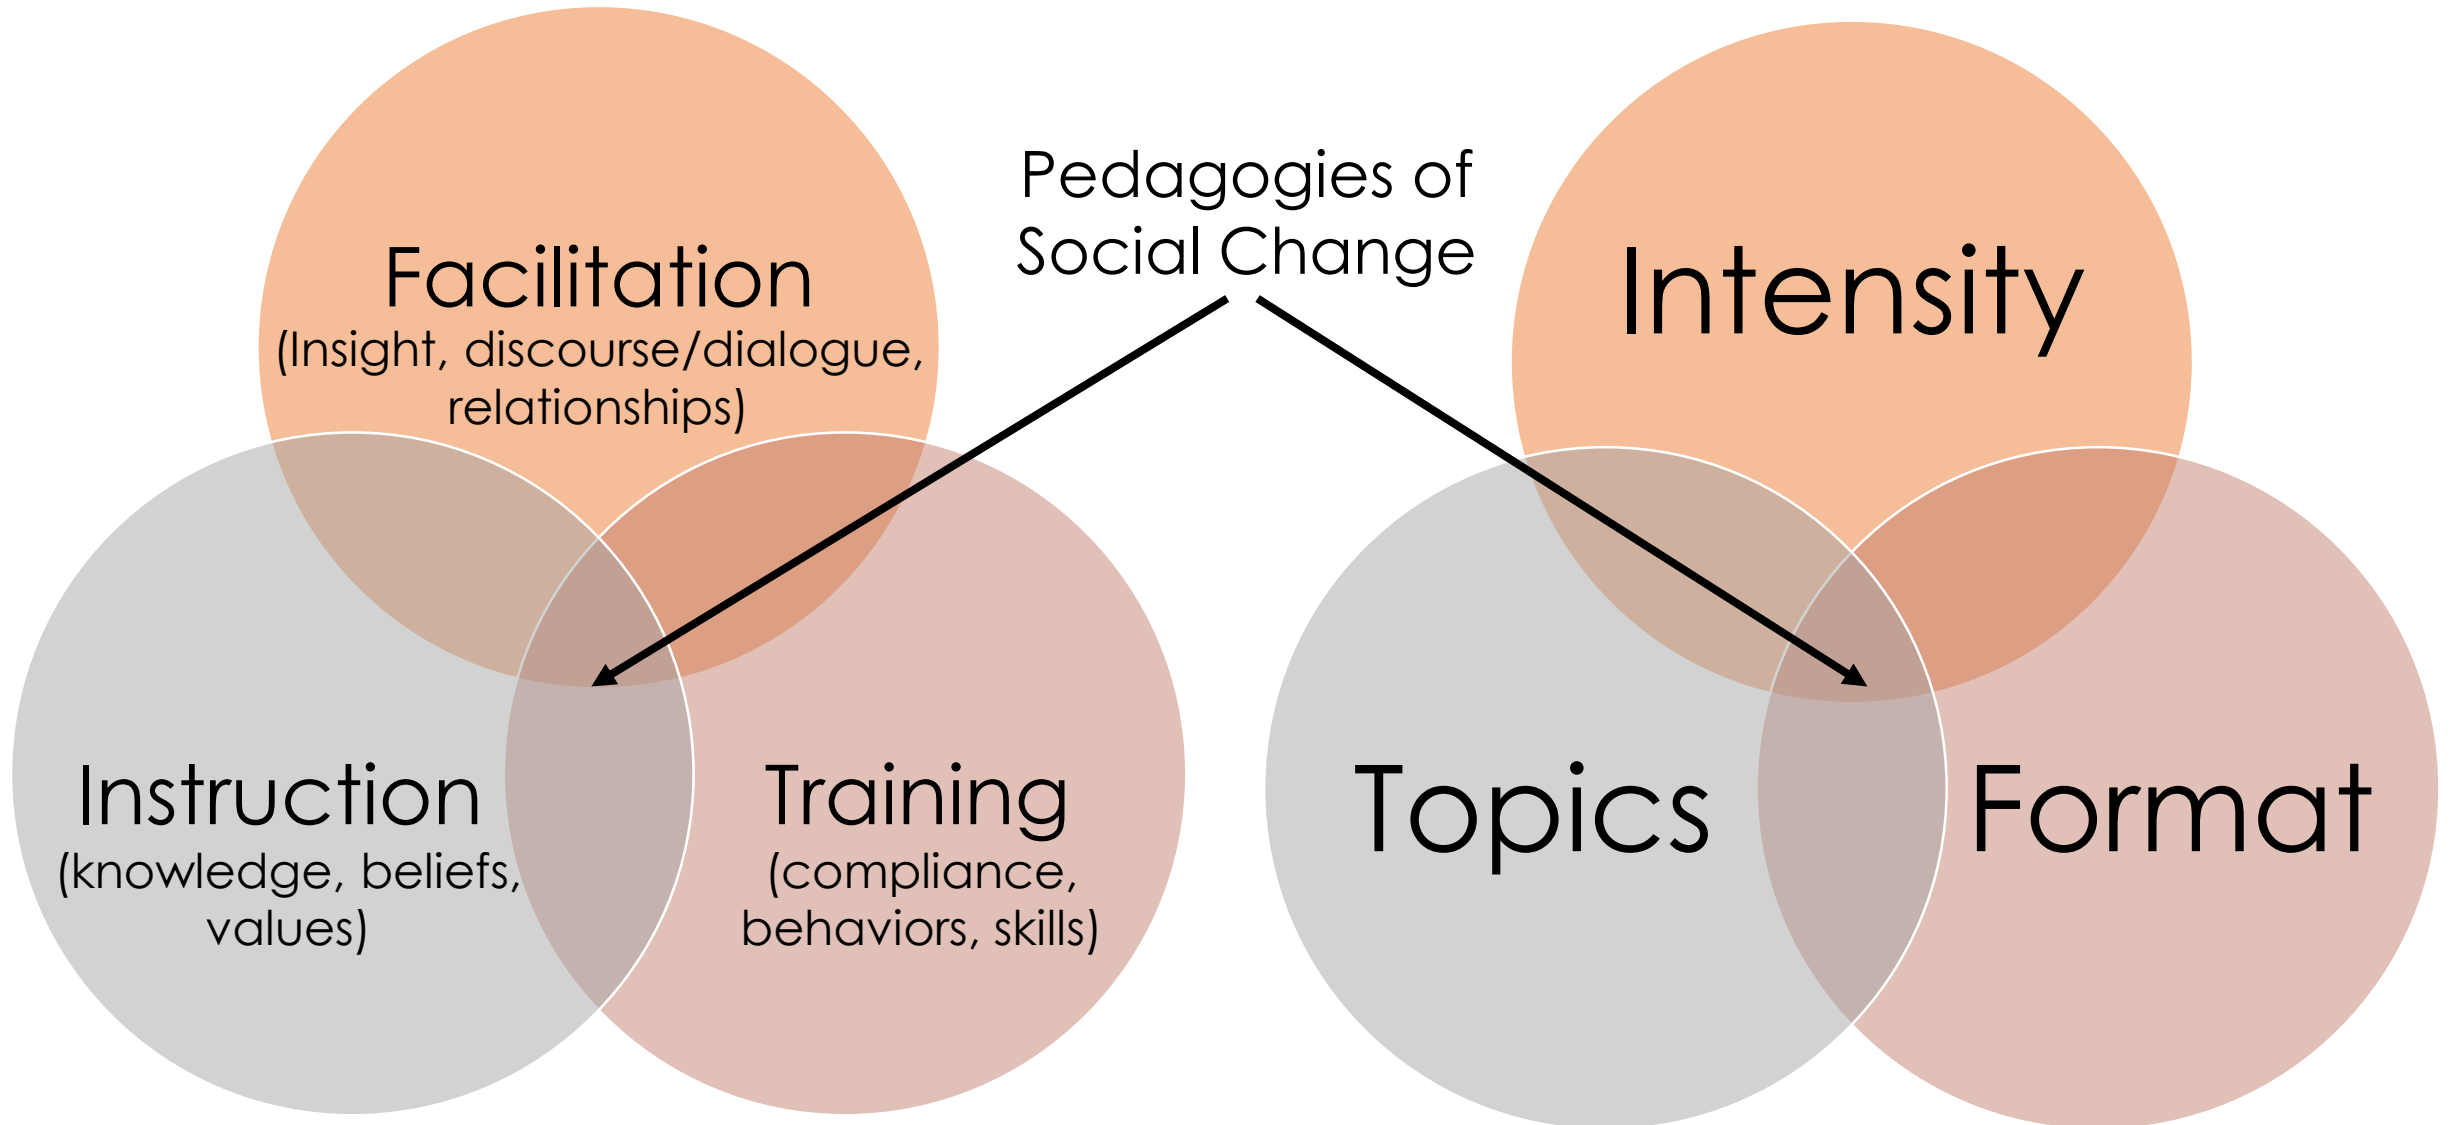 Facilitation
(Insight, discourse/dialogue,
relationships)
Instruction
(knowledge, beliefs,
values)
Training
(compliance,
behaviors, skills)
Pedagogies of
Social Change
Intensity
Topics
Format